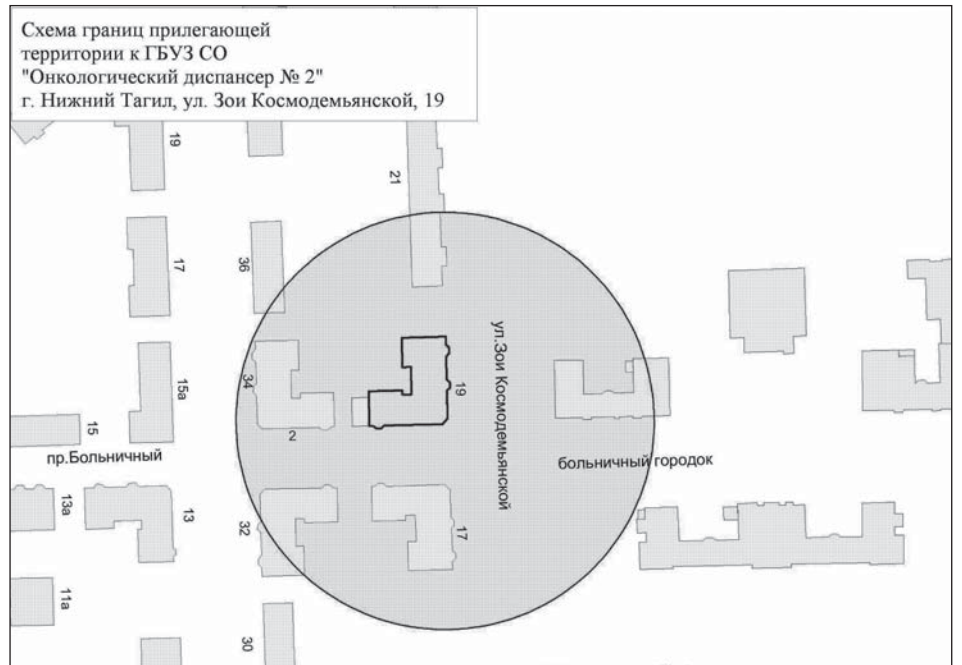 Схема границ прилегающей
территории к ГБУЗ СО
"Онкологический диспансер № 2"
г. Нижний Тагил, ул. Зои Космодемьянской, 19
19
21
17
36
ул.Зои Космодемьянской
15а
34
19
15
2
пр.Больничный
больничный городок
13а
13
32
17
11а
30